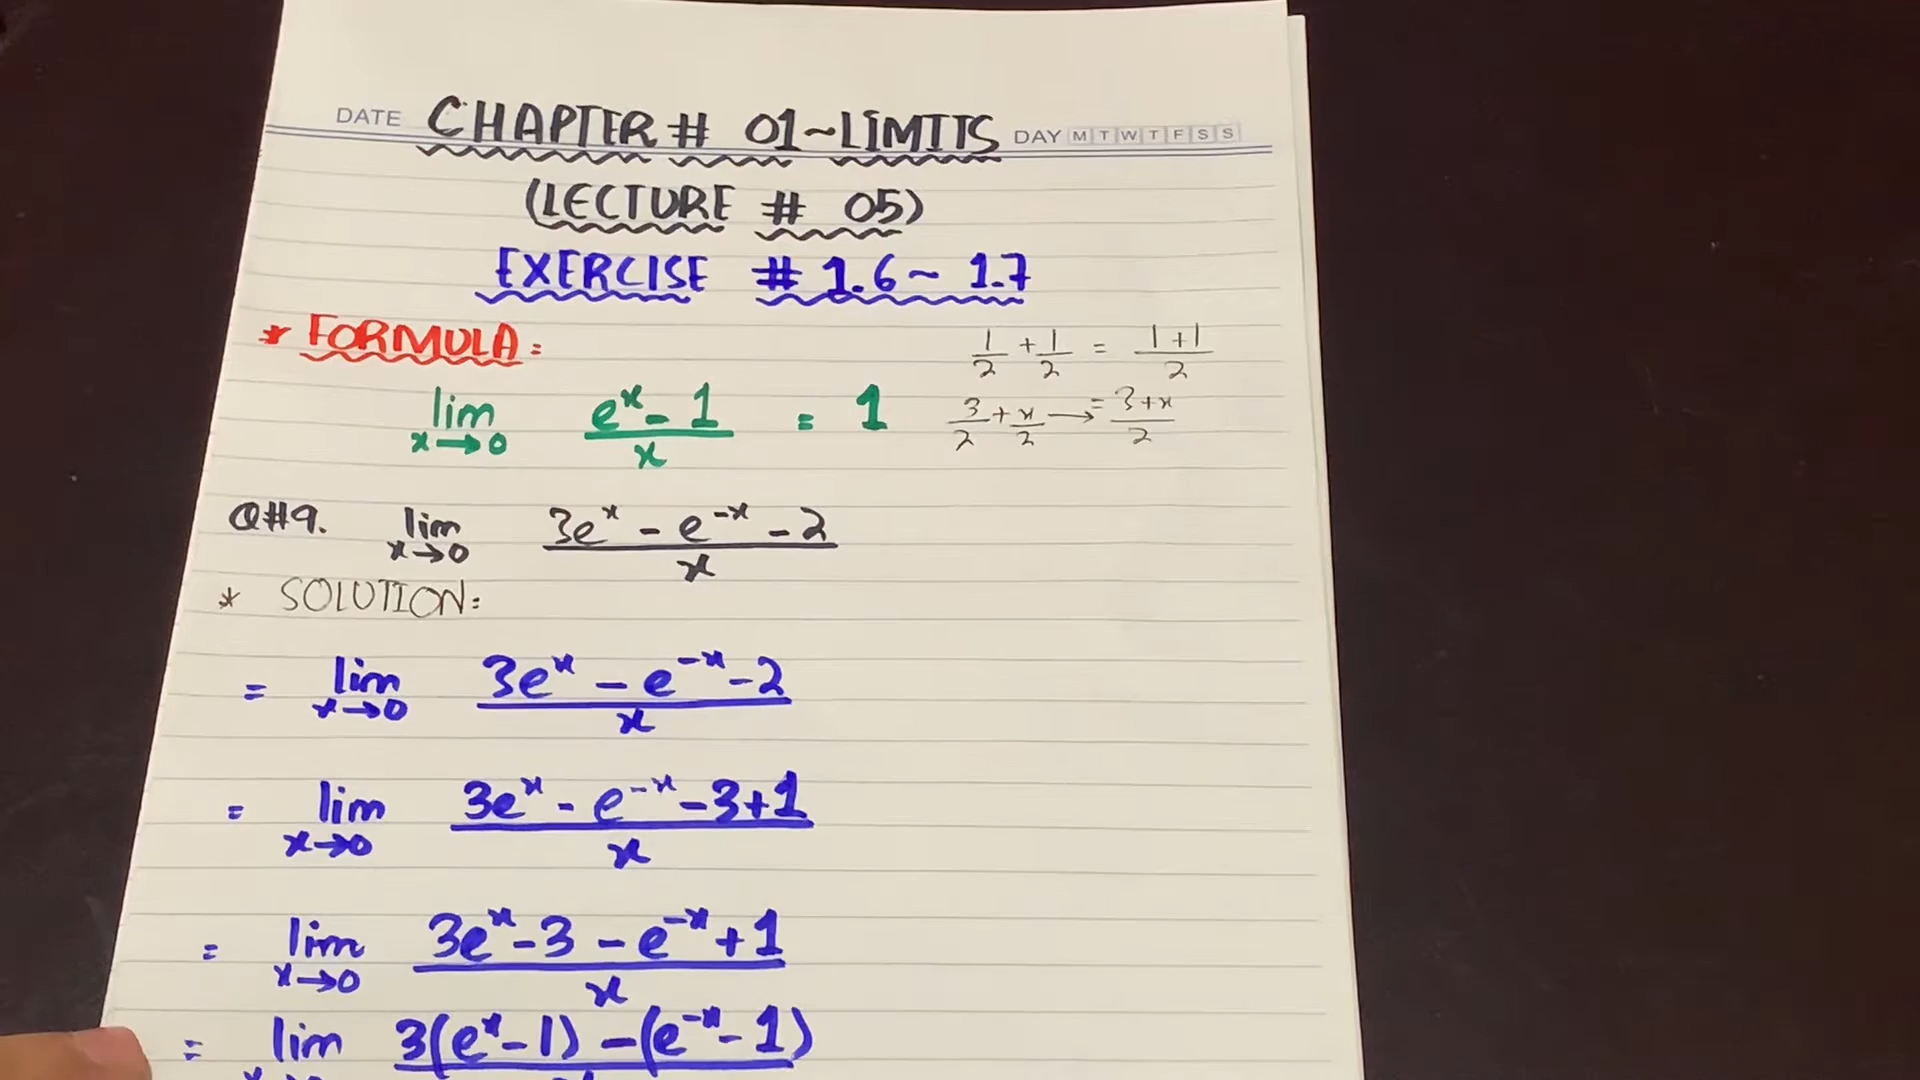 DATE CHAPTER # 01~LIMITS DAY M T W T F S S
(LECTURE # 05)
EXERCISE # 1.6~ 1.7
* FORMULA:
1/2 + 1/2 = 1+1/2
lim x→0 e^x - 1 / x = 1
3/2 + x/2 → = 3+x/2
Q#9. lim x→0 3e^x - e^-x - 2 / x
* SOLUTION:
= lim x→0 3e^x - e^-x - 2 / x
= lim x→0 3e^x - e^-x - 3+1 / x
= lim x→0 3e^x - 3 - e^-x + 1 / x
= lim 3(e^x - 1) - (e^-x - 1)